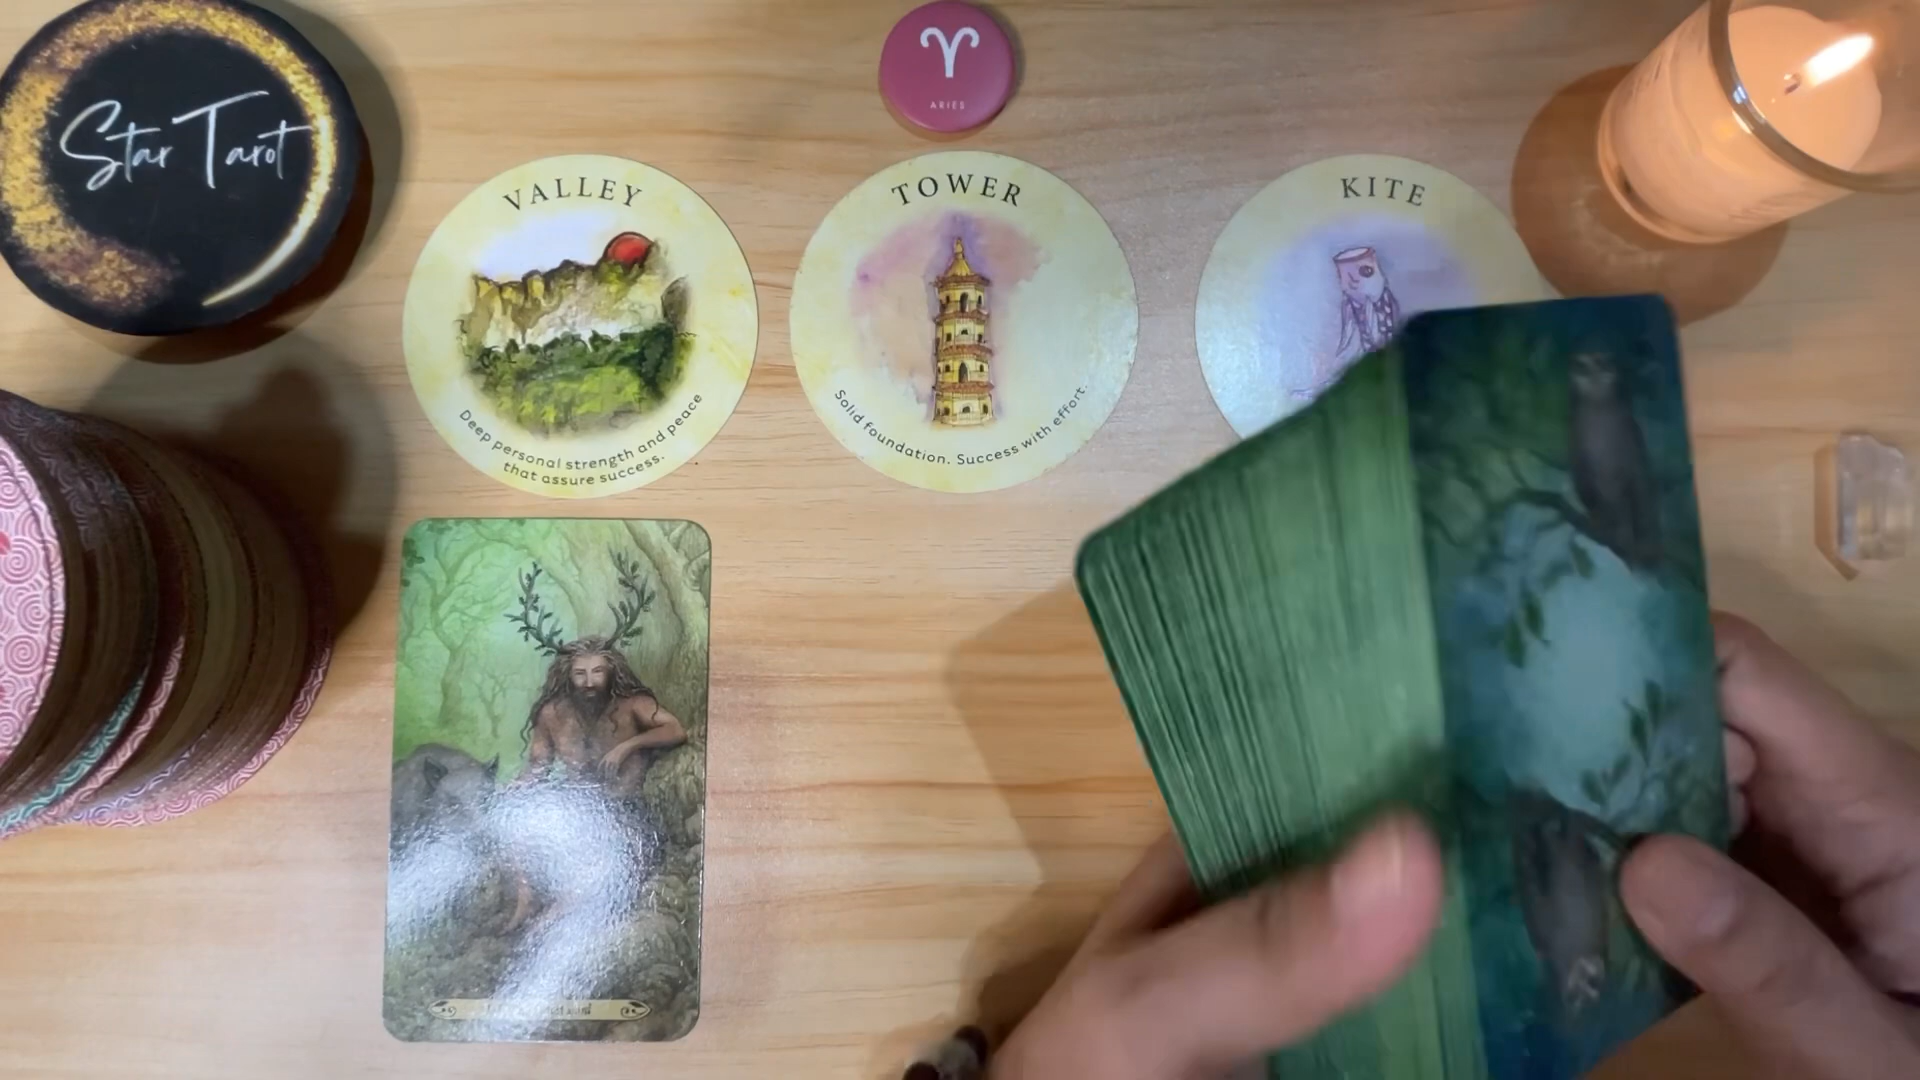 Star Tarot
ARIES
VALLEY
Deep personal strength and peace
that assure success.
TOWER
Solid foundation. Success with effort.
KITE